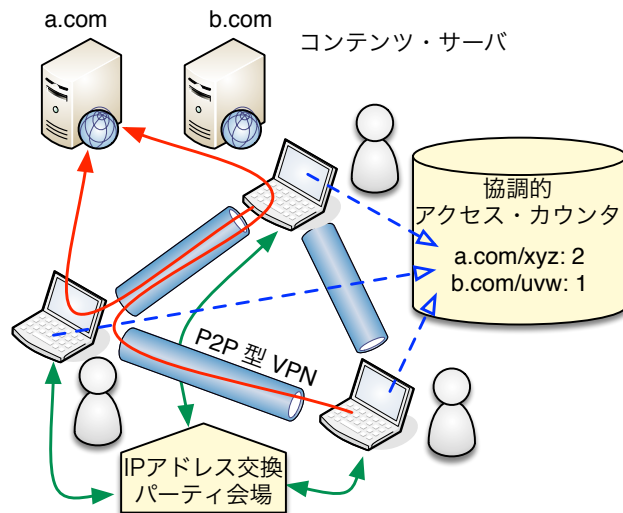 a.com
b.com
コンテンツ・サーバ
協調的
アクセス・カウンタ
a.com/xyz: 2
b.com/uvw: 1
P2P 型 VPN
IPアドレス交換
パーティ会場